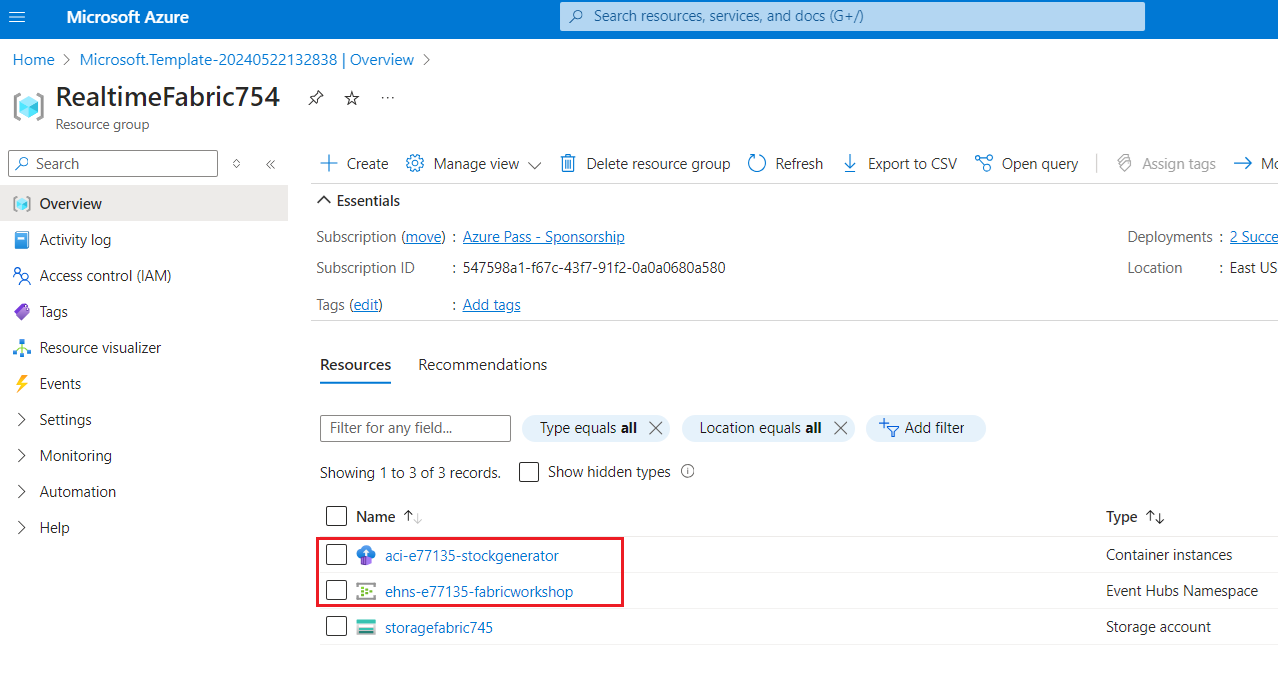 Microsoft Azure
Search resources, services, and docs (G+/)
Home > Microsoft.Template-20240522132838 | Overview >
RealtimeFabric754 ...
Resource group
Search
Overview
Activity log
Access control (IAM)
Tags
Resource visualizer
Events
Settings
Monitoring
Automation
Help
Create Manage view Delete resource group Refresh Export to CSV Open query Assign tags Mo
Essentials
Subscription (move) : Azure Pass - Sponsorship Deployments : 2 Succe
Subscription ID : 547598a1-f67c-43f7-91f2-0a0a0680a580 Location : East US
Tags (edit) : Add tags
Resources Recommendations
Filter for any field... Type equals all Location equals all Add filter
Showing 1 to 3 of 3 records. Show hidden types
Name Type
aci-e77135-stockgenerator Container instances
ehns-e77135-fabricworkshop Event Hubs Namespace
storagefabric745 Storage account